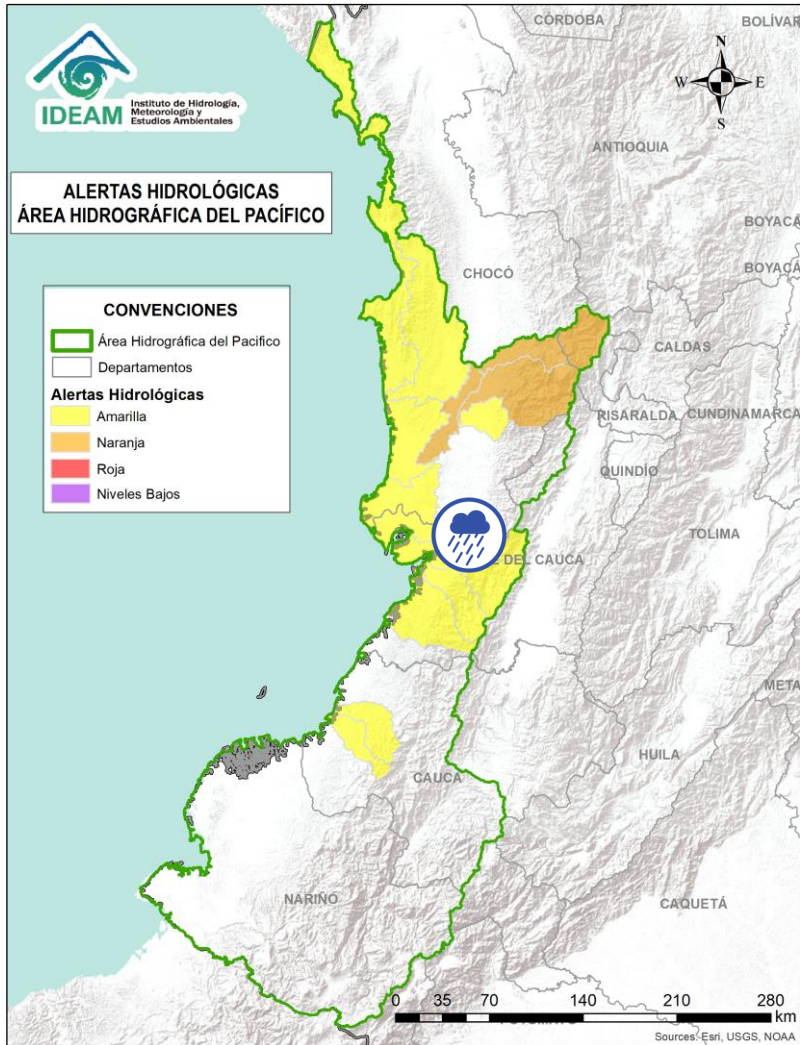 CÓRDOBA
BOLÍVAR
N
W
E
S
IDEAM
Instituto de Hidrología,
Meteorología y
Estudios Ambientales
ANTIOQUIA
ALERTAS HIDROLÓGICAS
ÁREA HIDROGRÁFICA DEL PACÍFICO
BOYACÁ
BOYACÁ
CHOCÓ
CONVENCIONES
Área Hidrográfica del Pacifico
Departamentos
Alertas Hidrológicas
Amarilla
Naranja
Roja
Niveles Bajos
CALDAS
RISARALDA
CUNDINAMARCA
QUINDÍO
TOLIMA
DEL CAUCA
META
HUILA
CAUCA
NARIÑO
CAQUETÁ
0 35 70 140 210 280
km
Sources: Esri, USGS, NOAA